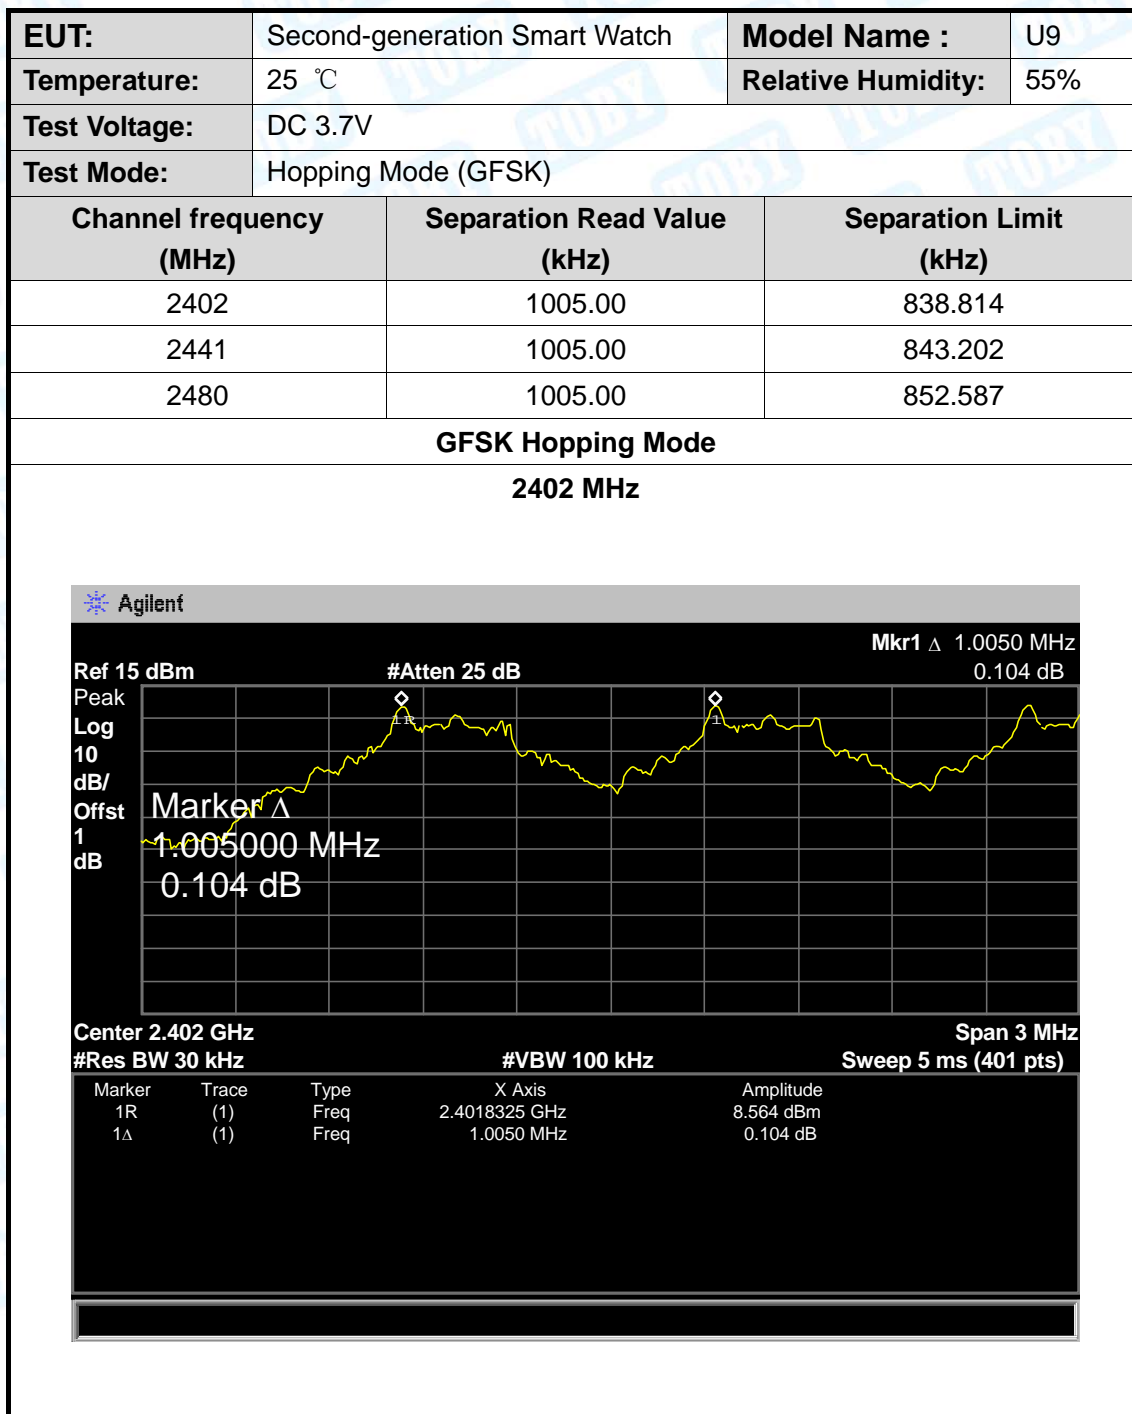 EUT: Second-generation Smart Watch Model Name : U9
Temperature: 25 ℃ Relative Humidity: 55%
Test Voltage: DC 3.7V
Test Mode: Hopping Mode (GFSK)
Channel frequency Separation Read Value Separation Limit
(MHz) (kHz) (kHz)
2402 1005.00 838.814
2441 1005.00 843.202
2480 1005.00 852.587
GFSK Hopping Mode
2402 MHz
Agilent
Mkr1 Δ 1.0050 MHz
Ref 15 dBm #Atten 25 dB 0.104 dB
Peak
Log
10
dB/
Offst
1
dB
1R
1
Marker Δ
1.005000 MHz
0.104 dB
Center 2.402 GHz Span 3 MHz
#Res BW 30 kHz #VBW 100 kHz Sweep 5 ms (401 pts)
Marker Trace Type X Axis Amplitude
1R (1) Freq 2.4018325 GHz 8.564 dBm
1Δ (1) Freq 1.0050 MHz 0.104 dB
TOBY